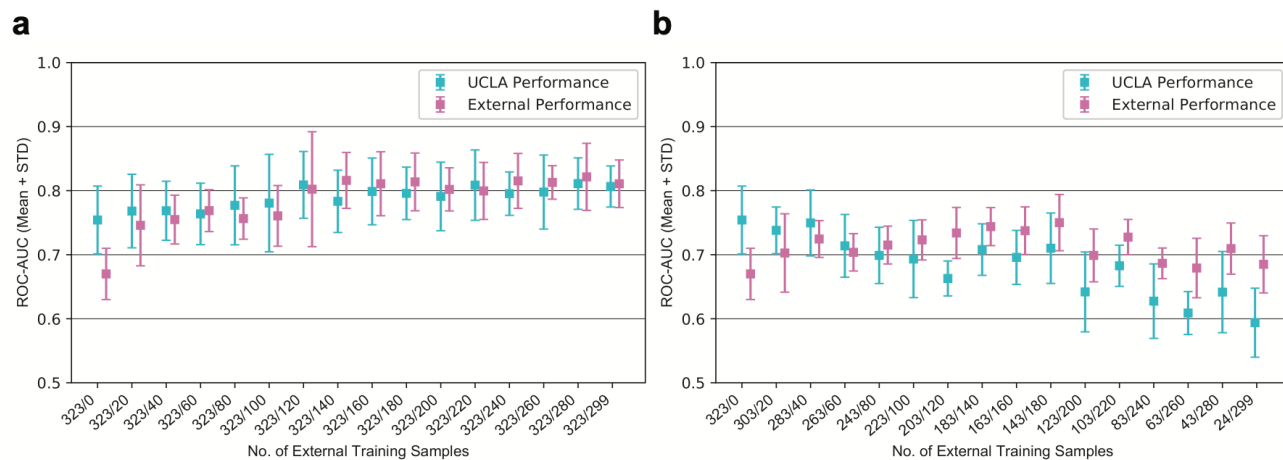 a
b
ROC-AUC (Mean + STD)
1.0
0.9
0.8
0.7
0.6
0.5
UCLA Performance
External Performance
323/0 323/20 323/40 323/60 323/80 323/100 323/120 323/140 323/160 323/180 323/200 323/220 323/240 323/260 323/280 323/299
No. of External Training Samples
ROC-AUC (Mean + STD)
1.0
0.9
0.8
0.7
0.6
0.5
UCLA Performance
External Performance
323/0 303/20 283/40 263/60 243/80 223/100 203/120 183/140 163/160 143/180 123/200 103/220 83/240 63/260 43/280 24/299
No. of External Training Samples